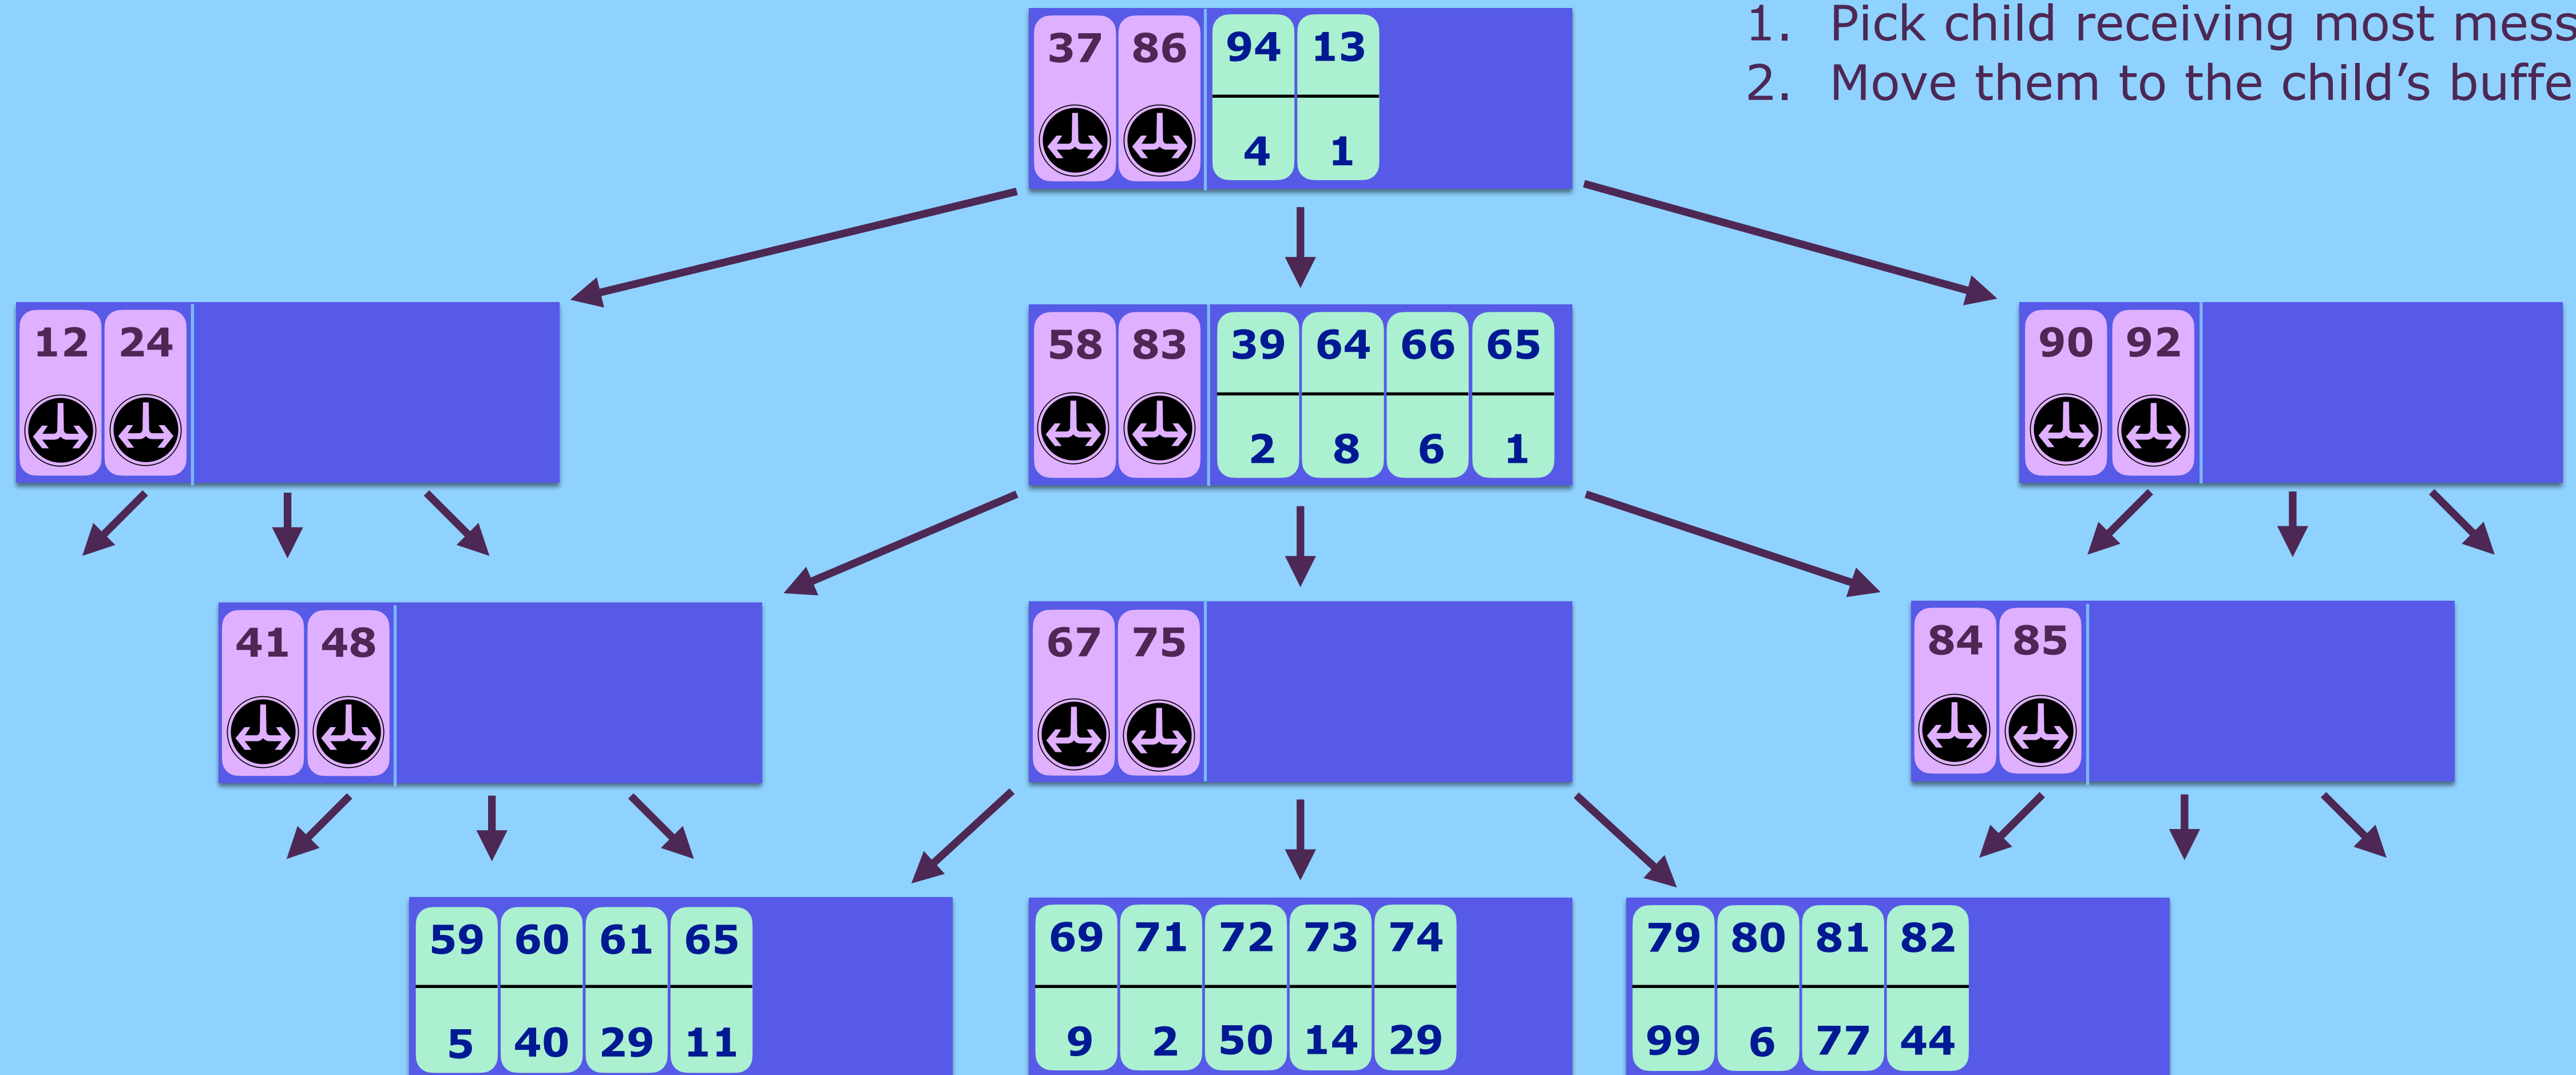 1. Pick child receiving most mess
2. Move them to the child’s buffe
37 86 94 13
4 1
12 24
58 83 39 64 66 65
2 8 6 1
90 92
41 48
67 75
84 85
59 60 61 65
5 40 29 11
69 71 72 73 74
9 2 50 14 29
79 80 81 82
99 6 77 44